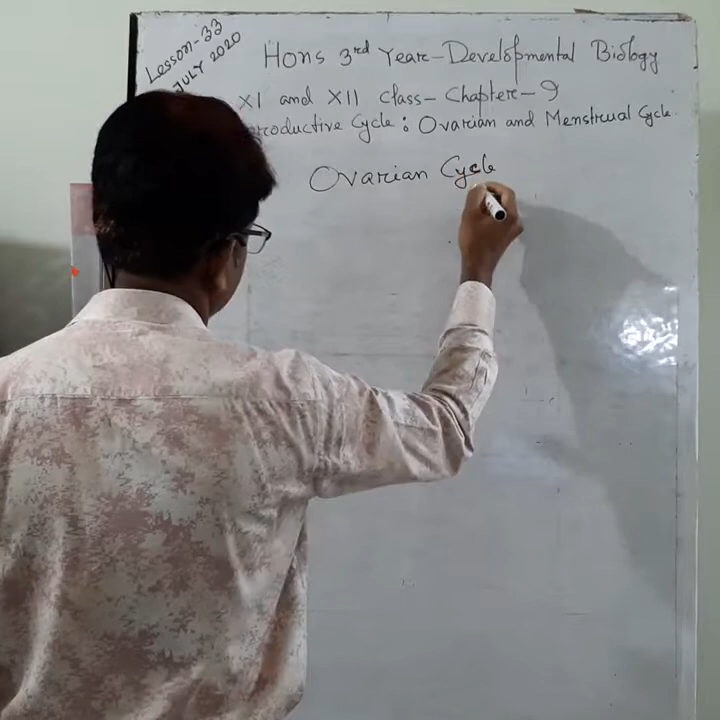 Lesson-33
JULY 2020
Hons 3rd Year-Developmental Biology
XI and XII Class- Chapter-9
roductive Cycle: Ovarian and Menstrual Cycle.
Ovarian Cycle